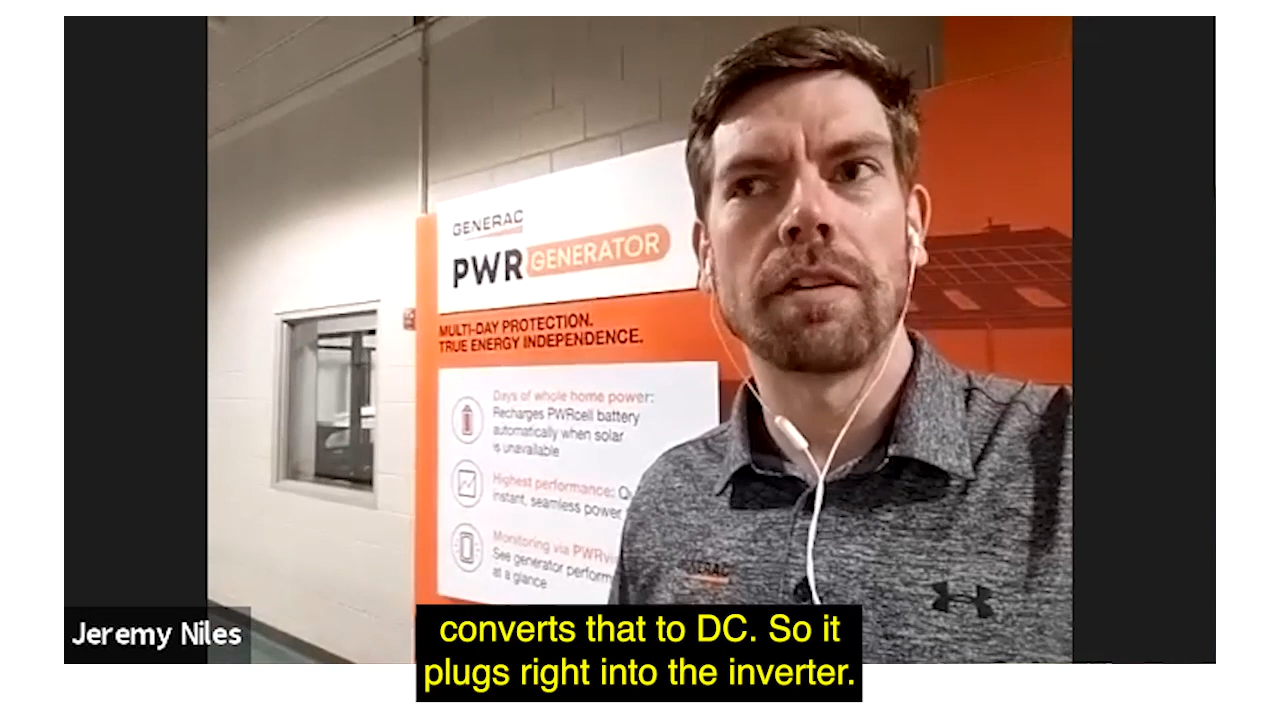 GENERAC
PWR GENERATOR
MULTI-DAY PROTECTION.
TRUE ENERGY INDEPENDENCE.
Days of whole home power:
Recharges PWRcell battery
automatically when solar
is unavailable
Highest performance:
instant, seamless power
Monitoring via
See generator
at a glance
GENERAC
Jeremy Niles
converts that to DC. So it
plugs right into the inverter.